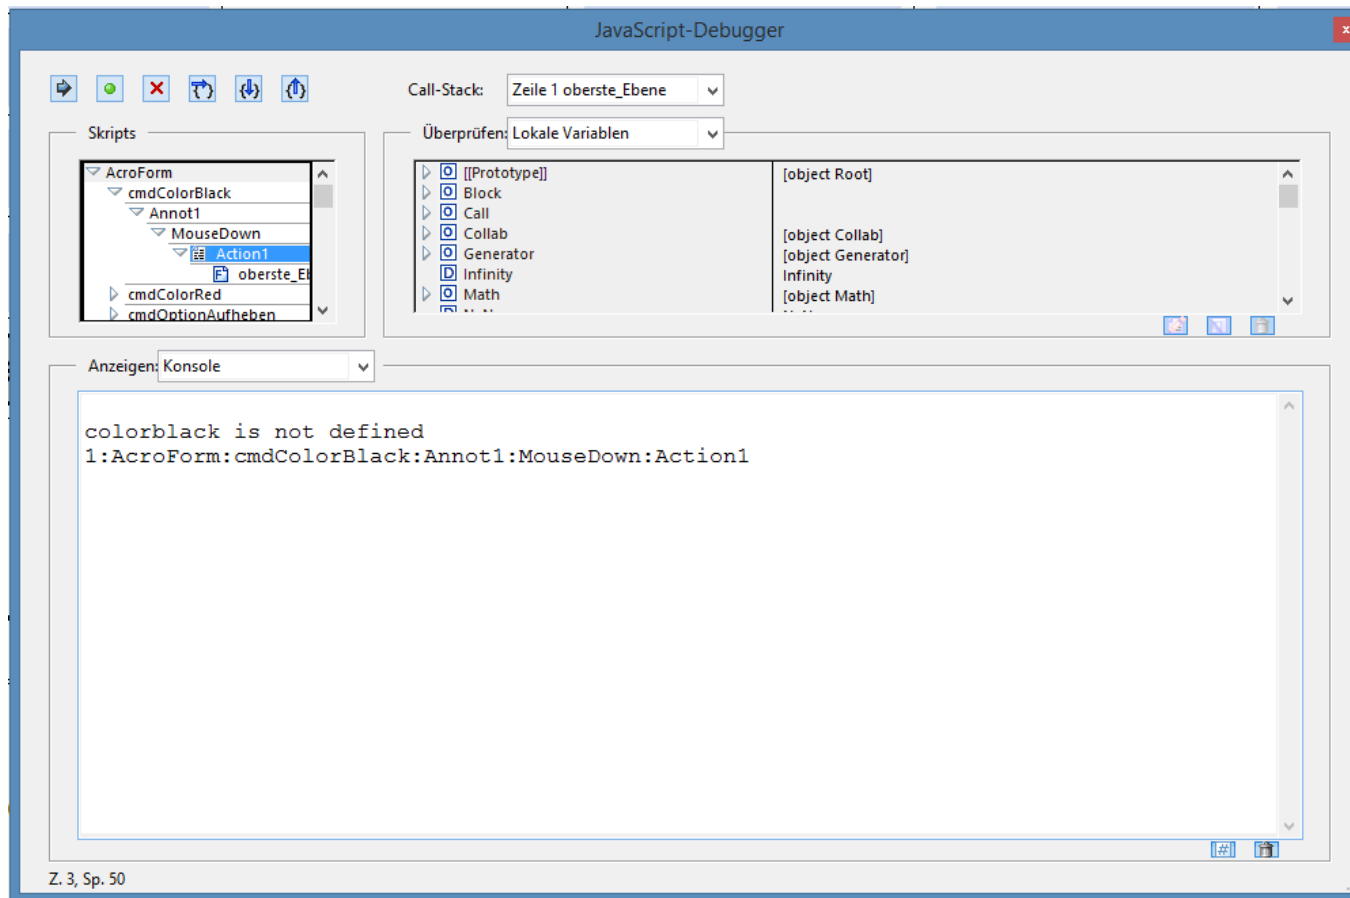 JavaScript-Debugger
x
Call-Stack: Zeile 1 oberste_Ebene
Skripts
Überprüfen: Lokale Variablen
AcroForm
cmdColorBlack
Annot1
MouseDown
Action1
oberste_El
cmdColorRed
cmdOptionAufheben
[[Prototype]] [object Root]
Block
Call
Collab [object Collab]
Generator [object Generator]
Infinity Infinity
Math [object Math]
Anzeigen: Konsole
colorblack is not defined
1:AcroForm:cmdColorBlack:Annot1:MouseDown:Action1
Z. 3, Sp. 50